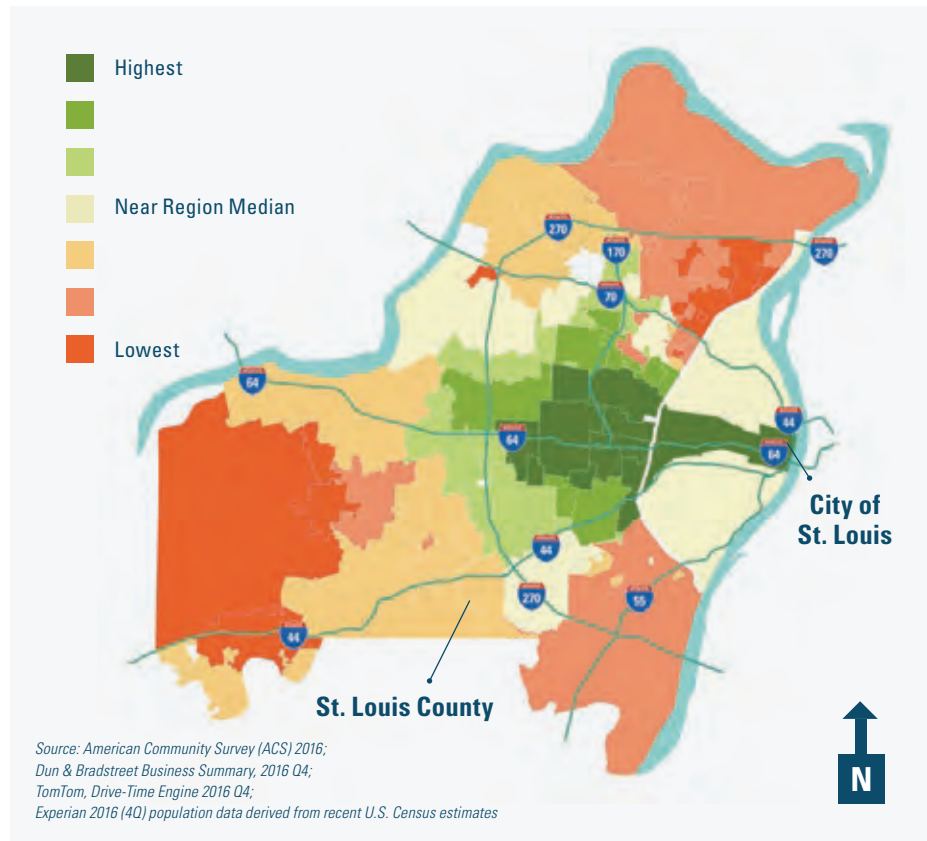 Highest
Near Region Median
Lowest
270
170
270
70
64
44
64
64
City of
St. Louis
44
270
55
44
St. Louis County
Source: American Community Survey (ACS) 2016;
Dun & Bradstreet Business Summary, 2016 Q4;
TomTom, Drive-Time Engine 2016 Q4;
Experian 2016 (4Q) population data derived from recent U.S. Census estimates
N